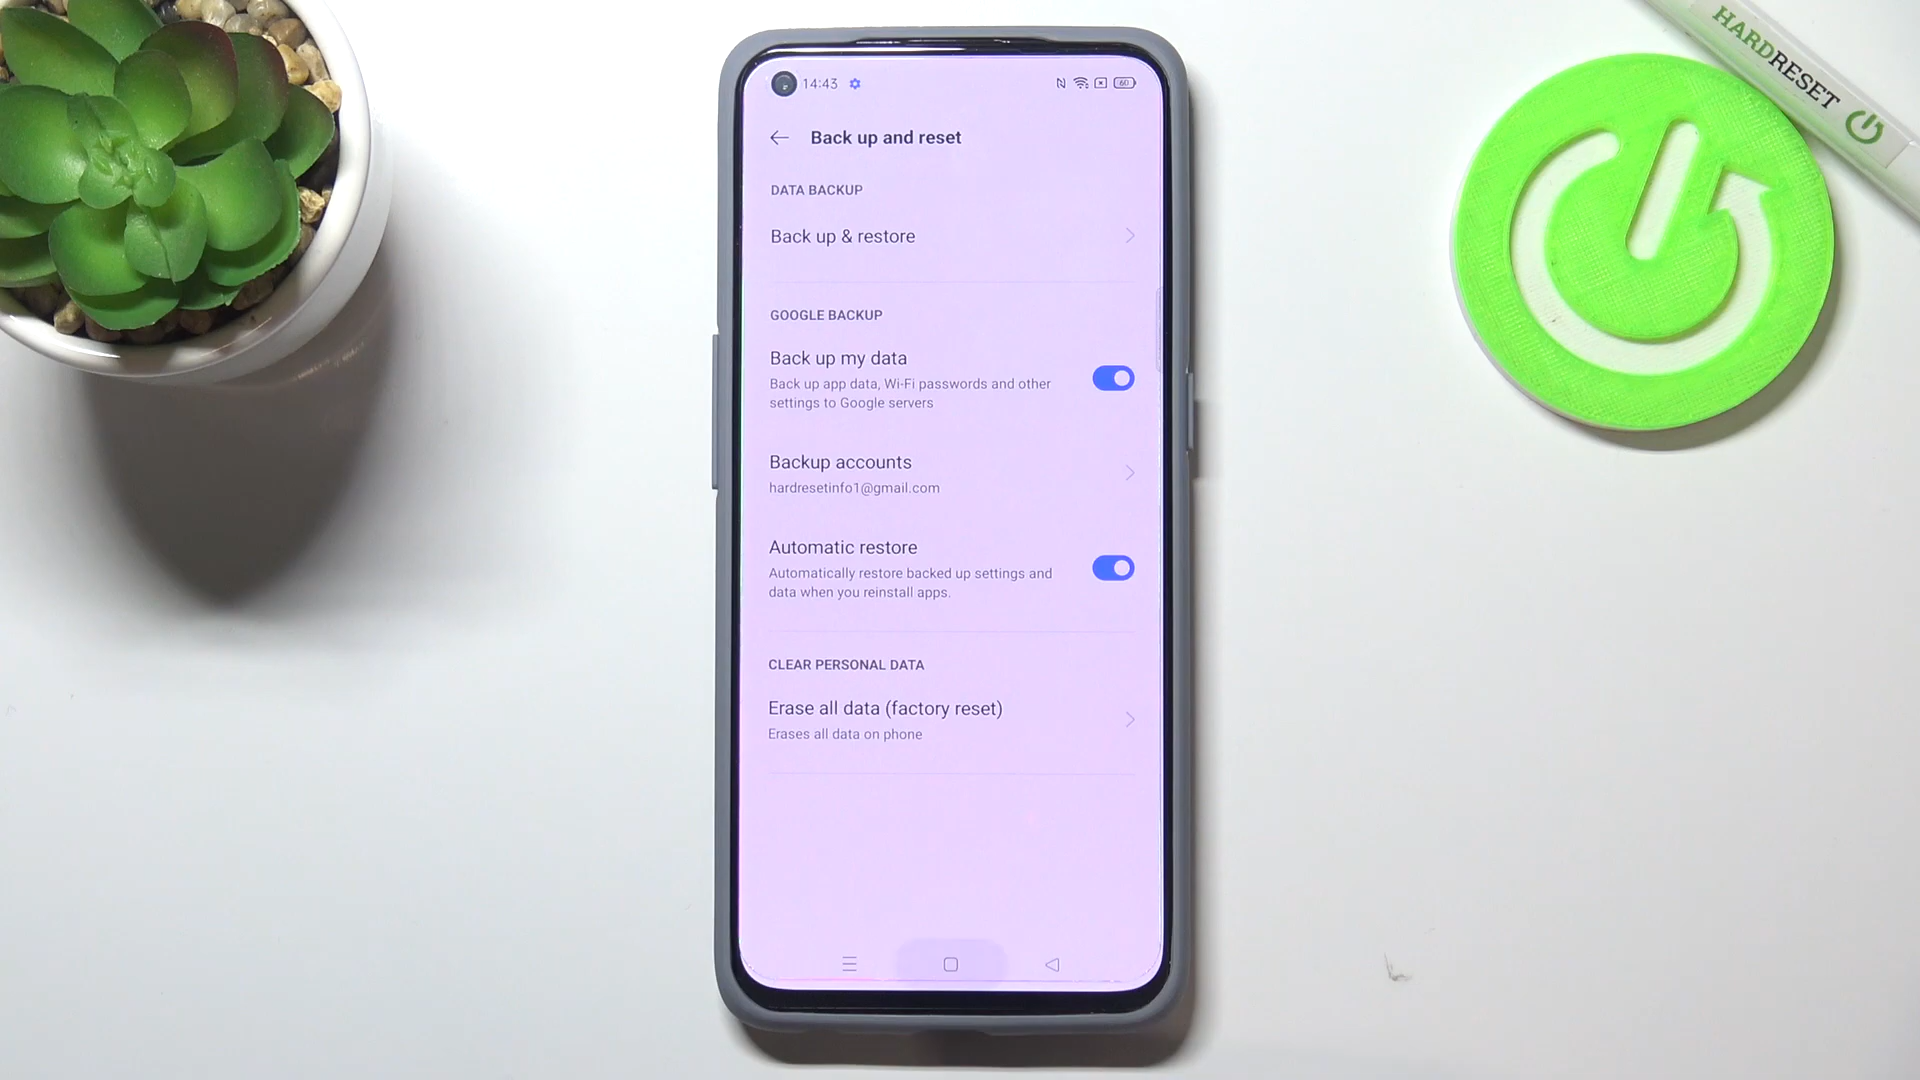 14:43
60
Back up and reset
DATA BACKUP
Back up & restore
GOOGLE BACKUP
Back up my data
Back up app data, Wi-Fi passwords and other
settings to Google servers
Backup accounts
hardresetinfo1@gmail.com
Automatic restore
Automatically restore backed up settings and
data when you reinstall apps.
CLEAR PERSONAL DATA
Erase all data (factory reset)
Erases all data on phone
HARDRESET